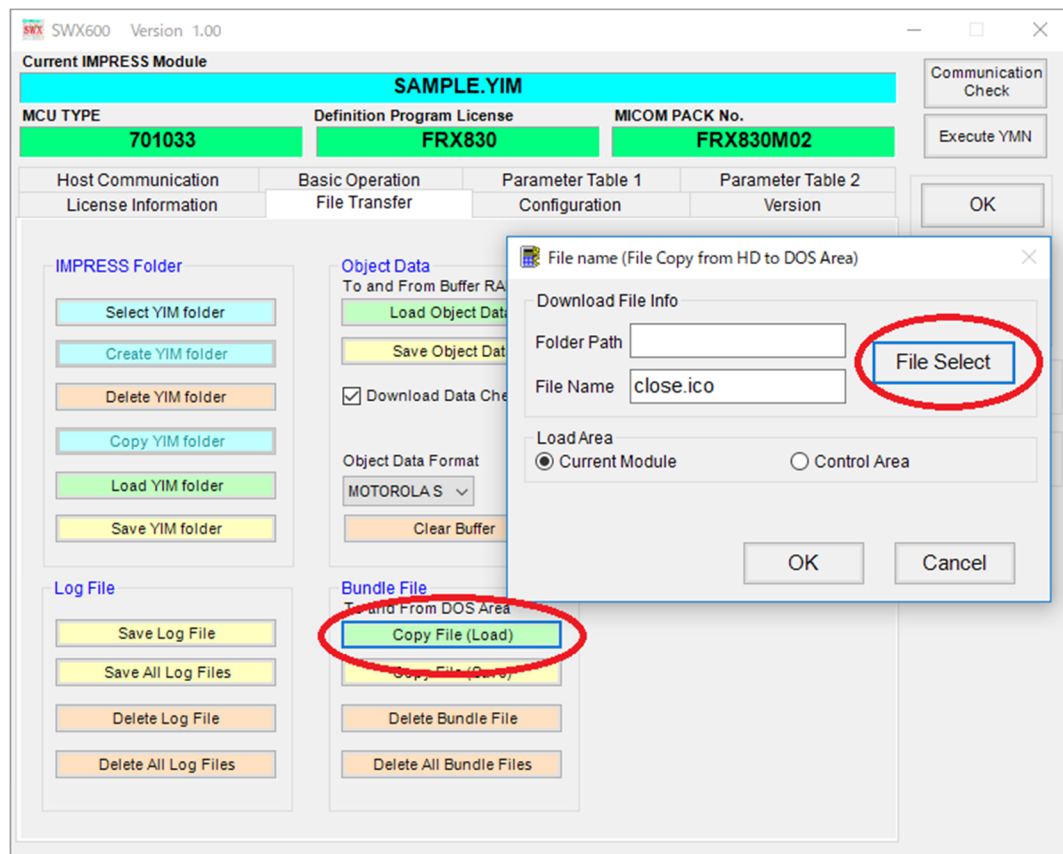 SWX SWX600 Version 1.00
Current IMPRESS Module
SAMPLE.YIM
MCU TYPE
Definition Program License
MICOM PACK No.
701033
FRX830
FRX830M02
Communication
Check
Execute YMN
OK
Host Communication
Basic Operation
Parameter Table 1
Parameter Table 2
License Information
File Transfer
Configuration
Version
IMPRESS Folder
Select YIM folder
Create YIM folder
Delete YIM folder
Copy YIM folder
Load YIM folder
Save YIM folder
Object Data
To and From Buffer RA
Load Object Data
Save Object Dat
Download Data Che
Object Data Format
MOTOROLA S
Clear Buffer
File name (File Copy from HD to DOS Area)
Download File Info
Folder Path
File Name
close.ico
File Select
Load Area
Current Module
Control Area
OK
Cancel
Log File
Save Log File
Save All Log Files
Delete Log File
Delete All Log Files
Bundle File
To and From DOS Area
Copy File (Load)
Copy File (Save)
Delete Bundle File
Delete All Bundle Files